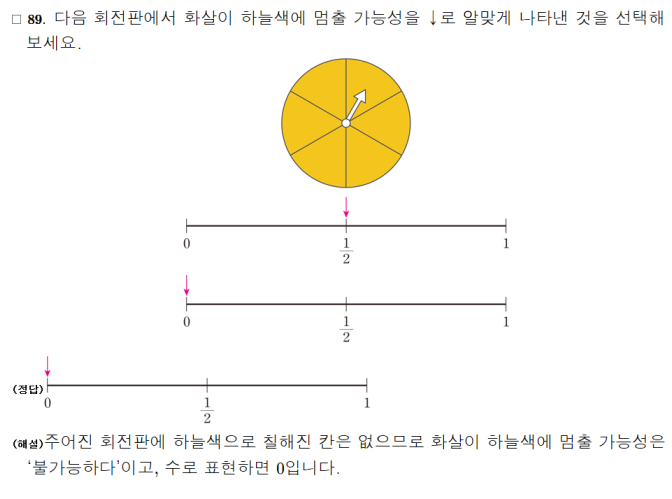 □ 89. 다음 회전판에서 화살이 하늘색에 멈출 가능성을 ↓로 알맞게 나타낸 것을 선택해
보세요.
0 1/2 1
0 1/2 1
(정답)
0 1/2 1
(해설)주어진 회전판에 하늘색으로 칠해진 칸은 없으므로 화살이 하늘색에 멈출 가능성은
‘불가능하다’이고, 수로 표현하면 0입니다.